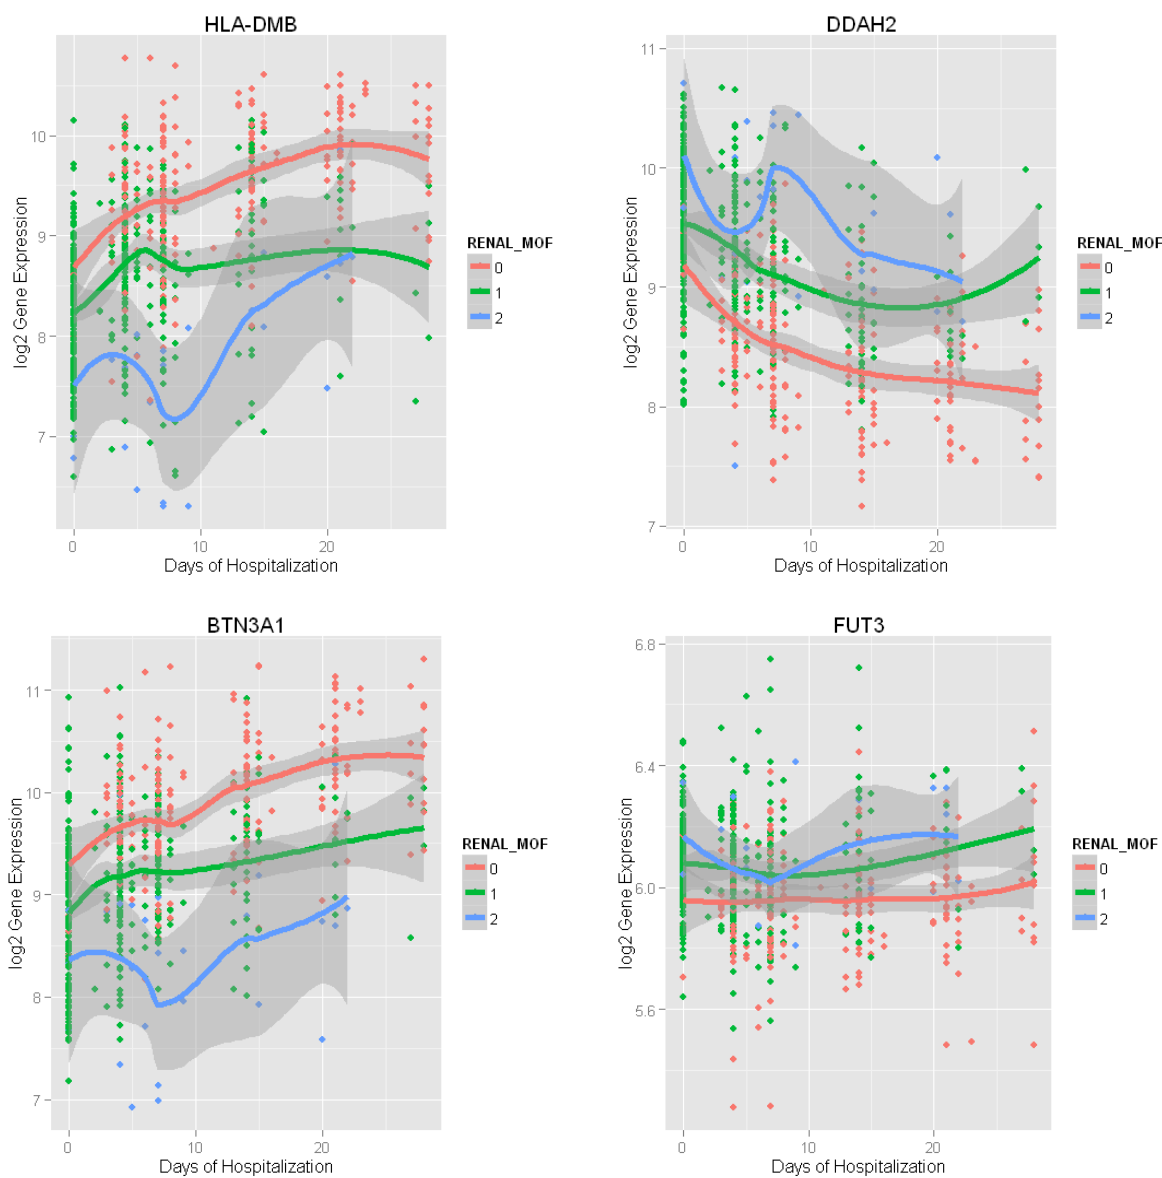 HLA-DMB
log2 Gene Expression
10
9
8
7
0
10
20
Days of Hospitalization
RENAL_MOF
0
1
2
DDAH2
log2 Gene Expression
11
10
9
8
7
0
10
20
Days of Hospitalization
RENAL_MOF
0
1
2
BTN3A1
log2 Gene Expression
11
10
9
8
7
0
10
20
Days of Hospitalization
RENAL_MOF
0
1
2
FUT3
log2 Gene Expression
6.8
6.4
6.0
5.6
0
10
20
Days of Hospitalization
RENAL_MOF
0
1
2